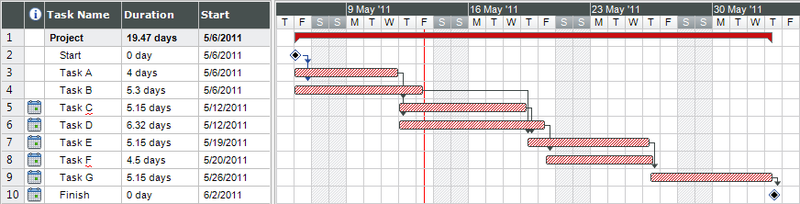 Task Name Duration Start 9 May '11 16 May '11 23 May '11 30 May '11
T F S S M T W T F S S M T W T F S S M T W T F S S M T W T F
1 Project 19.47 days 5/6/2011
2 Start 0 day 5/6/2011
3 Task A 4 days 5/6/2011
4 Task B 5.3 days 5/6/2011
5 Task C 5.15 days 5/12/2011
6 Task D 6.32 days 5/12/2011
7 Task E 5.15 days 5/19/2011
8 Task F 4.5 days 5/20/2011
9 Task G 5.15 days 5/26/2011
10 Finish 0 day 6/2/2011